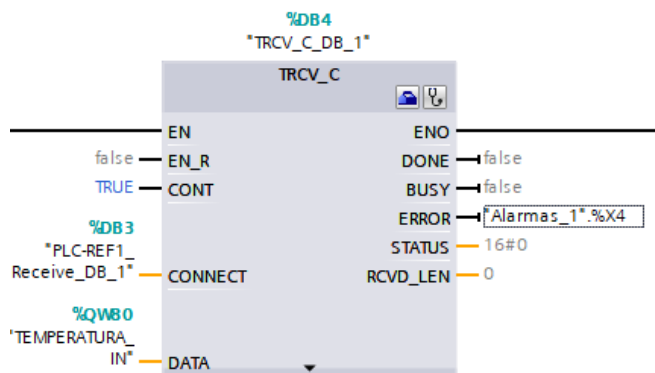 %DB4
"TRCV_C_DB_1"
TRCV_C
EN ENO
false EN_R DONE false
TRUE CONT BUSY false
ERROR "Alarmas_1".%X4
%DB3
"PLC-REF1_
STATUS 16#0
Receive_DB_1" CONNECT RCVD_LEN 0
%QW80
"TEMPERATURA_
IN" DATA